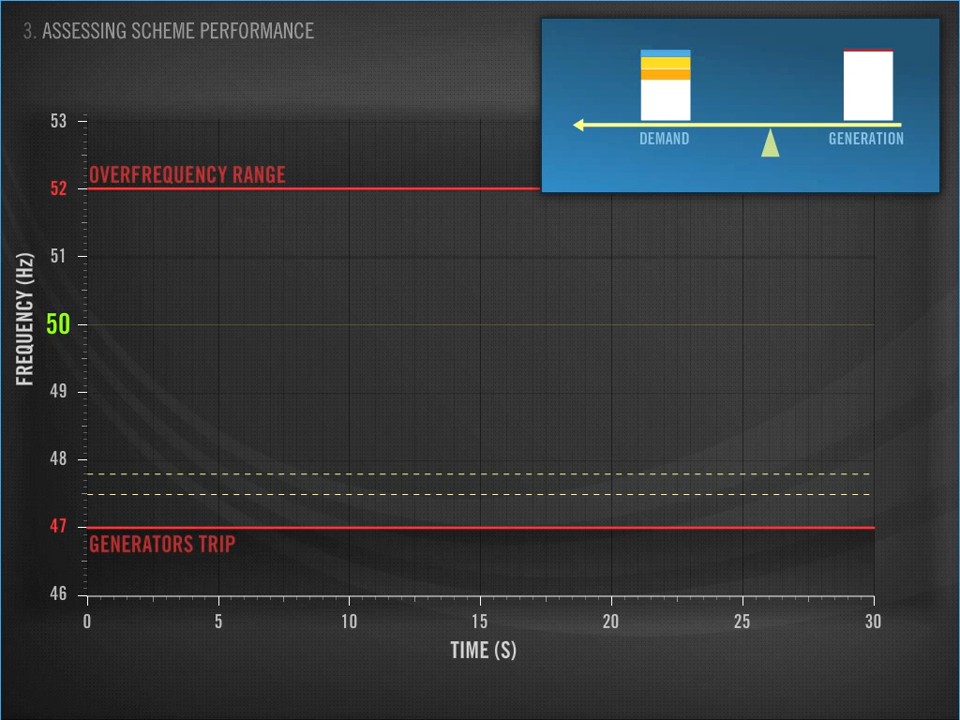 3. ASSESSING SCHEME PERFORMANCE
DEMAND
GENERATION
FREQUENCY (Hz)
53
OVERFREQUENCY RANGE
52
51
50
49
48
47
GENERATORS TRIP
46
0 5 10 15 20 25 30
TIME (S)